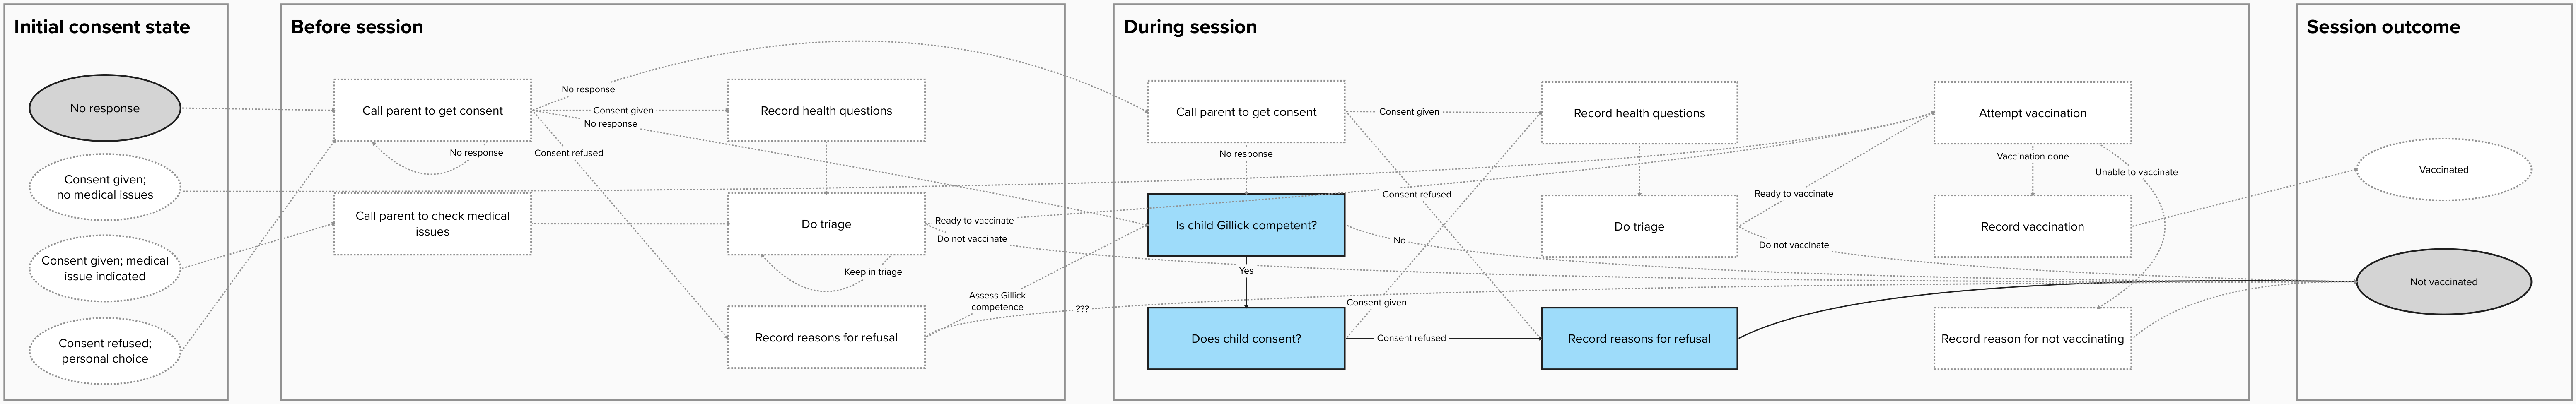 Initial consent state
No response
Consent given;
no medical issues
Consent given; medical
issue indicated
Consent refused;
personal choice
Before session
Call parent to get consent
No response
Consent given
No response
No response
Consent refused
Record health questions
Call parent to check medical
issues
Do triage
Ready to vaccinate
Do not vaccinate
Keep in triage
Record reasons for refusal
Assess Gillick
competence
???
During session
Call parent to get consent
Consent given
No response
Consent refused
Is child Gillick competent?
No
Yes
Does child consent?
Consent given
Consent refused
Record health questions
Do triage
Ready to vaccinate
Do not vaccinate
Record reasons for refusal
Attempt vaccination
Vaccination done
Unable to vaccinate
Record vaccination
Record reason for not vaccinating
Session outcome
Vaccinated
Not vaccinated